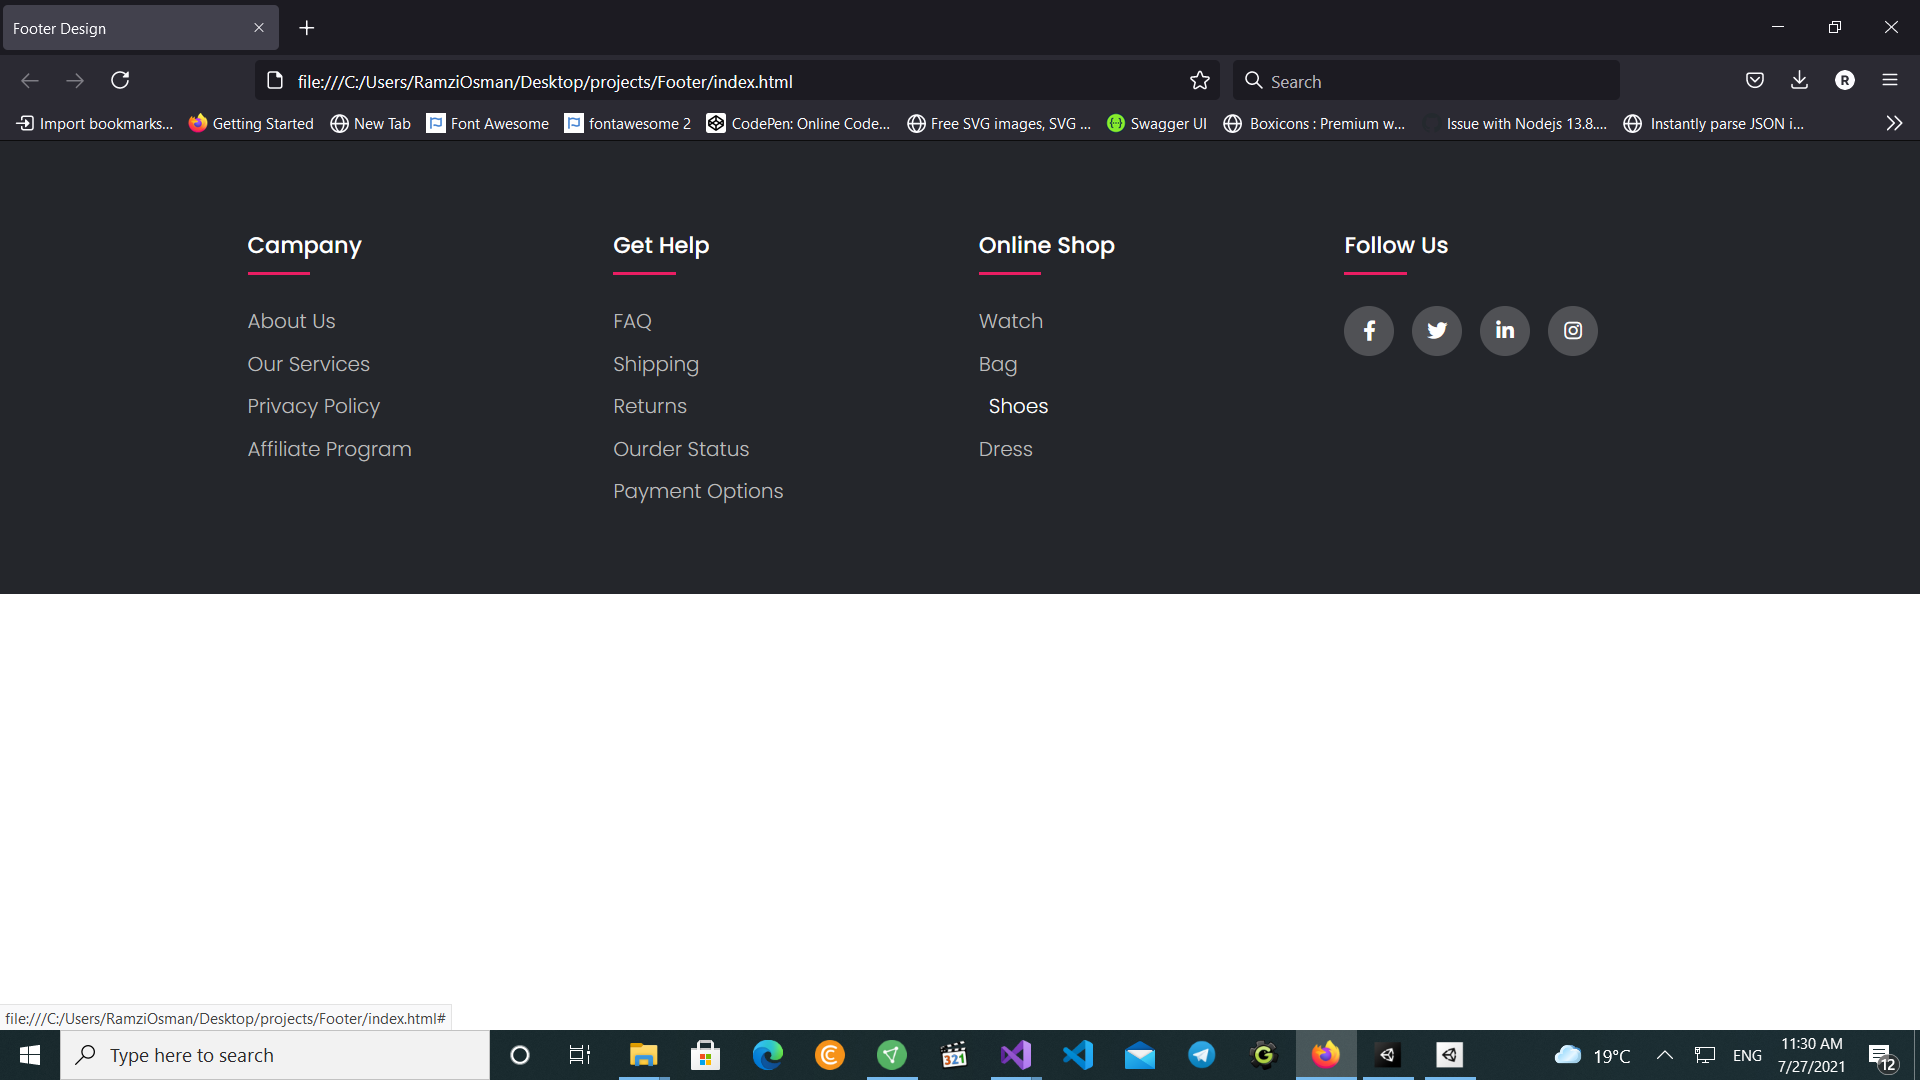 Footer Design
file:///C:/Users/RamziOsman/Desktop/projects/Footer/index.html
Search
R
Import bookmarks...
Getting Started
New Tab
Font Awesome
fontawesome 2
CodePen: Online Code...
Free SVG images, SVG ...
Swagger UI
Boxicons : Premium w...
Issue with Nodejs 13.8....
Instantly parse JSON i...
Campany
About Us
Our Services
Privacy Policy
Affiliate Program
Get Help
FAQ
Shipping
Returns
Ourder Status
Payment Options
Online Shop
Watch
Bag
Shoes
Dress
Follow Us
file:///C:/Users/RamziOsman/Desktop/projects/Footer/index.html#
Type here to search
321
19°C
ENG
11:30 AM
7/27/2021
12